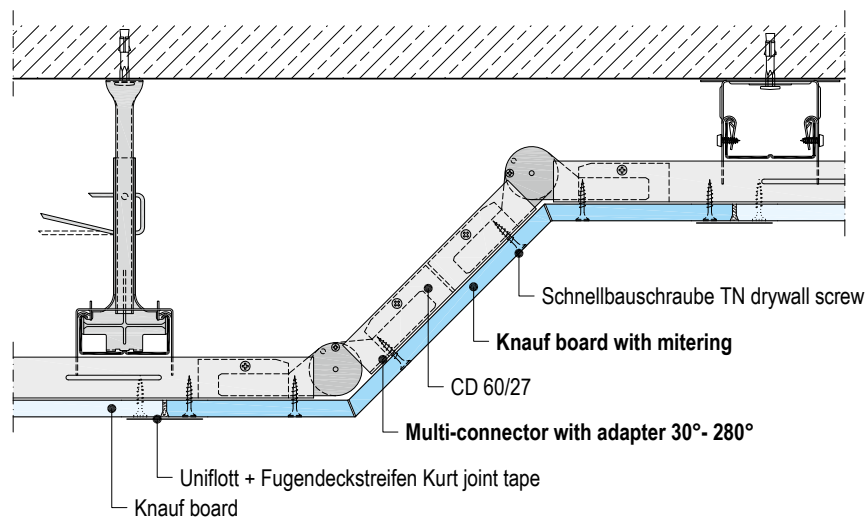 Schnellbauschraube TN drywall screw
Knauf board with mitering
CD 60/27
Multi-connector with adapter 30°- 280°
Uniflott + Fugendeckstreifen Kurt joint tape
Knauf board